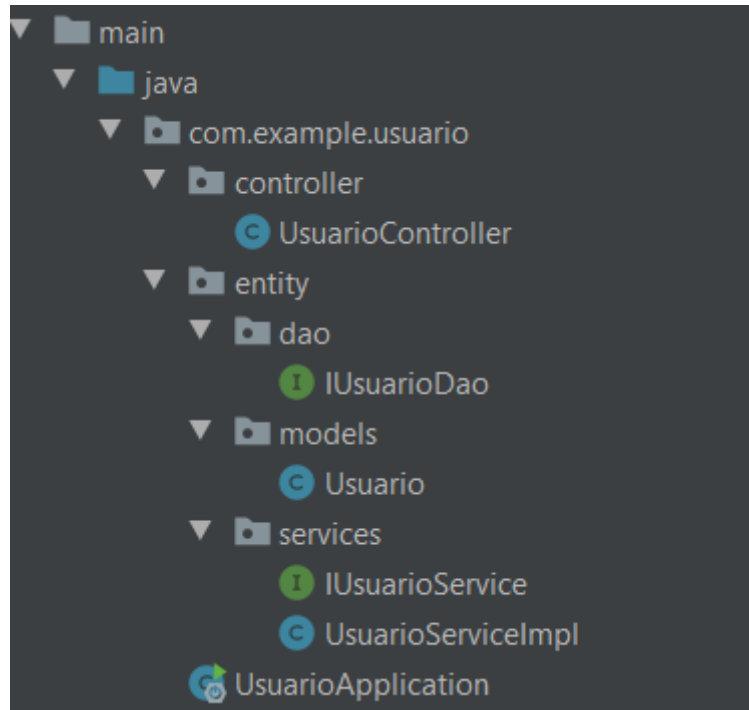 main
java
com.example.usuario
controller
UsuarioController
entity
dao
IUsuarioDao
models
Usuario
services
IUsuarioService
UsuarioServiceImpl
UsuarioApplication